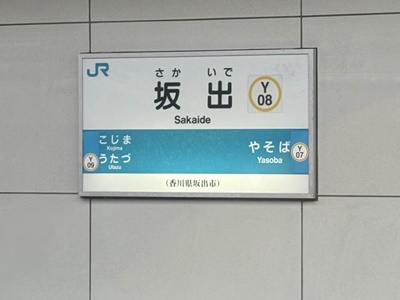 JR
さかいで
坂出
Y
08
Sakaide
こじま
Kojima
Y
09
うたづ
Utazu
やそば
Yasoba
Y
07
(香川県坂出市)